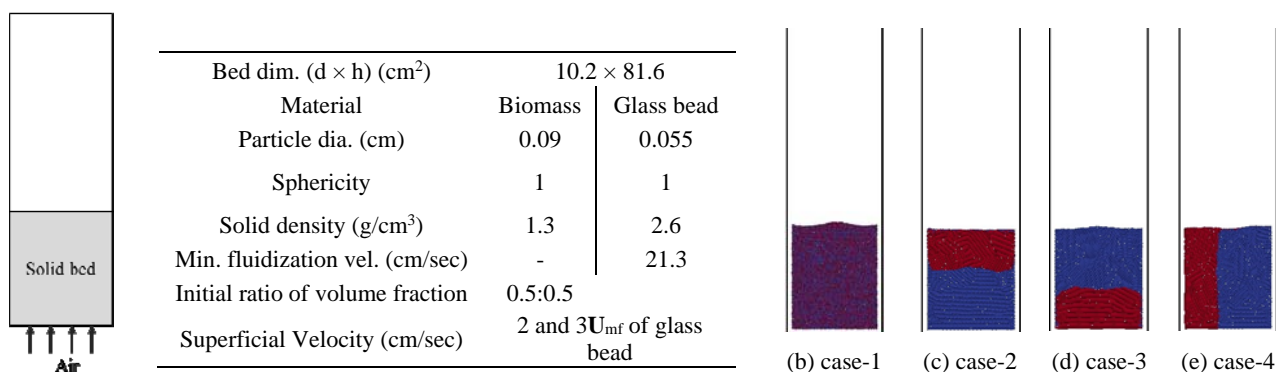 Solid bed
Air
Bed dim. (d × h) (cm²) 10.2 × 81.6
Material Biomass Glass bead
Particle dia. (cm) 0.09 0.055
Sphericity 1 1
Solid density (g/cm³) 1.3 2.6
Min. fluidization vel. (cm/sec) - 21.3
Initial ratio of volume fraction 0.5:0.5
Superficial Velocity (cm/sec) 2 and 3Umf of glass
bead
(b) case-1 (c) case-2 (d) case-3 (e) case-4